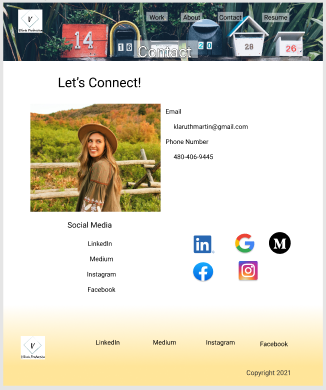 Work About Contact Resume
14
16
20
28
26
Contact
Let's Connect!
Email
klaruthmartin@gmail.com
Phone Number
480-406-9445
Social Media
LinkedIn
Medium
Instagram
Facebook
in
G
M
f
V
LinkedIn Medium Instagram Facebook
Copyright 2021